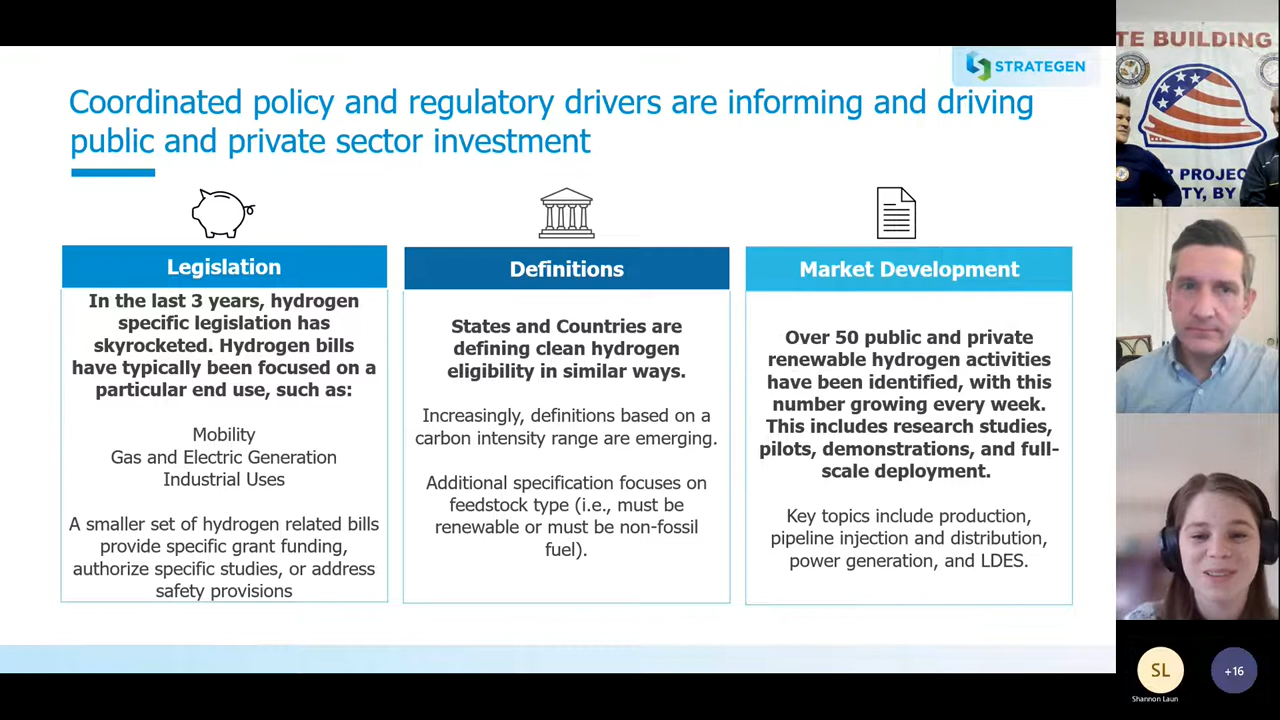 STRATEGEN
Coordinated policy and regulatory drivers are informing and driving
public and private sector investment
Legislation
In the last 3 years, hydrogen
specific legislation has
skyrocketed. Hydrogen bills
have typically been focused on a
particular end use, such as:
Mobility
Gas and Electric Generation
Industrial Uses
A smaller set of hydrogen related bills
provide specific grant funding,
authorize specific studies, or address
safety provisions
Definitions
States and Countries are
defining clean hydrogen
eligibility in similar ways.
Increasingly, definitions based on a
carbon intensity range are emerging.
Additional specification focuses on
feedstock type (i.e., must be
renewable or must be non-fossil
fuel).
Market Development
Over 50 public and private
renewable hydrogen activities
have been identified, with this
number growing every week.
This includes research studies,
pilots, demonstrations, and full-
scale deployment.
Key topics include production,
pipeline injection and distribution,
power generation, and LDES.
TE BUILDING
R PROJEC
TY, BY
SL
+16
Shannon Laun